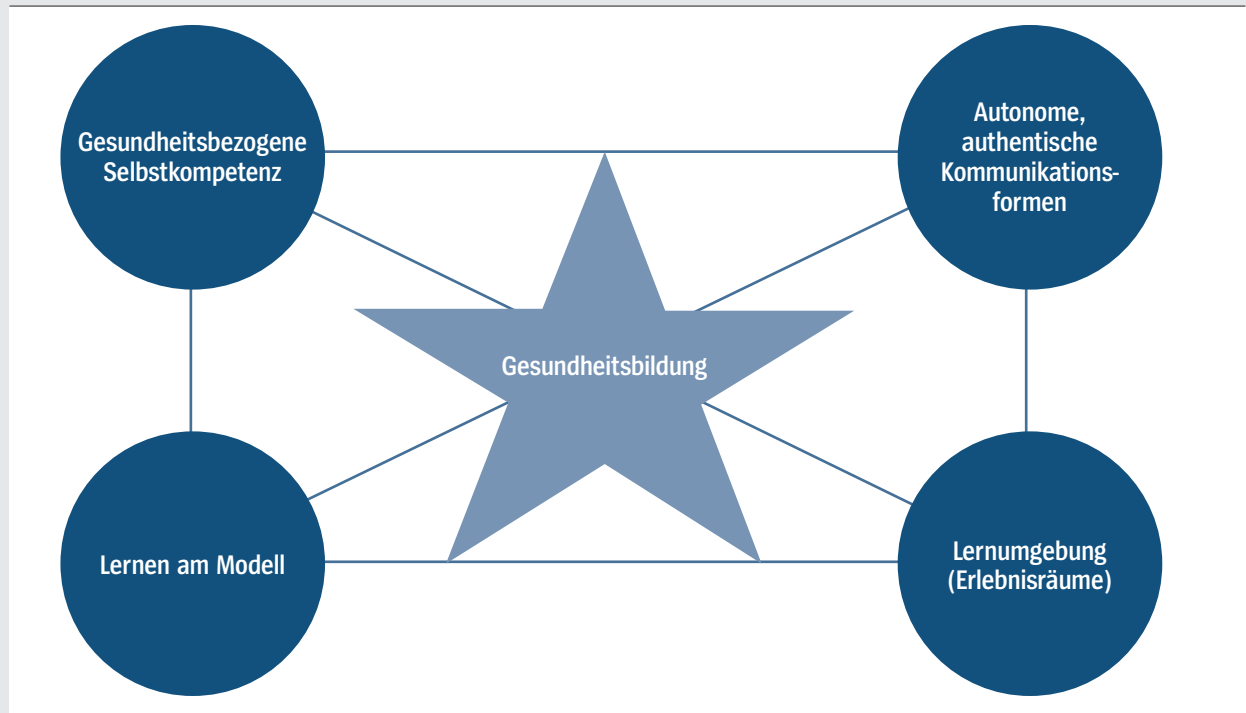 Gesundheitsbezogene
Selbstkompetenz
Autonome,
authentische
Kommunikations-
formen
Gesundheitsbildung
Lernen am Modell
Lernumgebung
(Erlebnisräume)